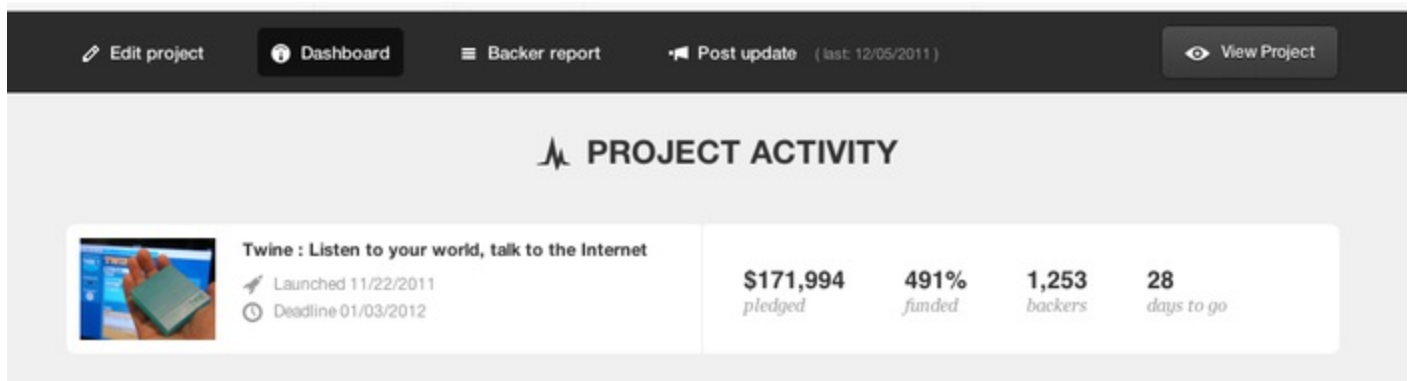 Edit project Dashboard Backer report Post update (last: 12/05/2011) View Project
PROJECT ACTIVITY
Twine : Listen to your world, talk to the Internet
Launched 11/22/2011
Deadline 01/03/2012
$171,994 491% 1,253 28
pledged funded backers days to go